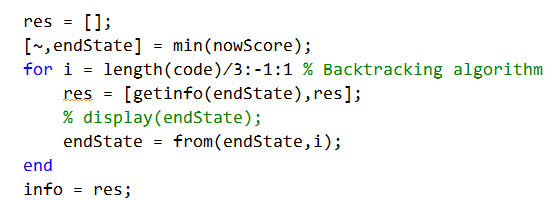 res = [];
[~,endState] = min(nowScore);
for i = length(code)/3:-1:1 % Backtracking algorithm
    res = [getinfo(endState),res];
    % display(endState);
    endState = from(endState,i);
end
info = res;